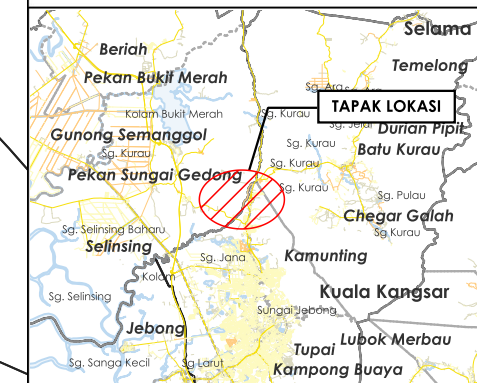 Selama
Beriah
Temelong
Pekan Bukit Merah
Sg. Ara
TAPAK LOKASI
Kolam Bukit Merah
Sg. Kurau
Durian Pipit
Gunong Semanggol
Sg. Kurau
Batu Kurau
Sg. Kurau
Sg. Kurau
Pekan Sungai Gedong
Sg. Kurau
Sg. Pulau
Chegar Galah
Sg. Selinsing Baharu
Sg Kurau
Selinsing
Sg. Jana
Kamunting
Kolam
Sg. Selinsing
Kuala Kangsar
Sungai Jebong
Jebong
Lubok Merbau
Tupai
Sg. Sanga Kecil
Sg Larut
Kampong Buaya